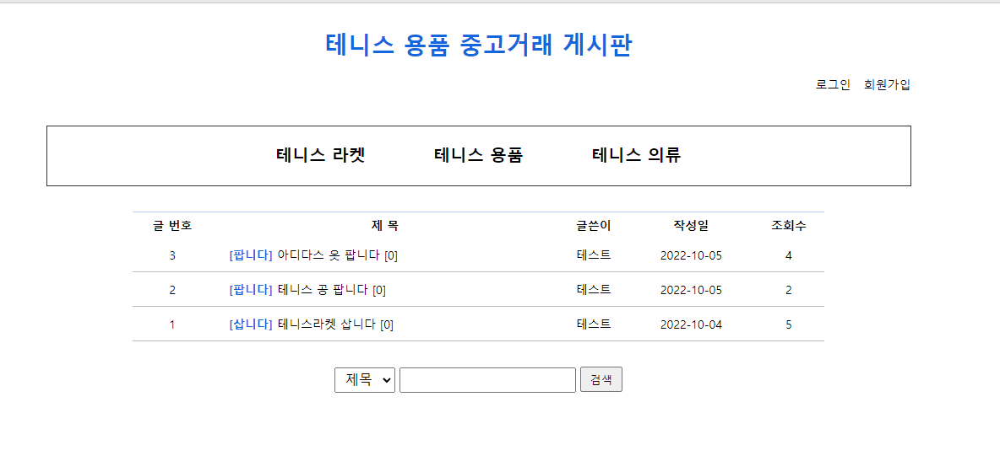 테니스 용품 중고거래 게시판
로그인 회원가입
테니스 라켓 테니스 용품 테니스 의류
글 번호 제 목 글쓴이 작성일 조회수
3 [팝니다] 아디다스 옷 팝니다 [0] 테스트 2022-10-05 4
2 [팝니다] 테니스 공 팝니다 [0] 테스트 2022-10-05 2
1 [삽니다] 테니스라켓 삽니다 [0] 테스트 2022-10-04 5
제목 검색